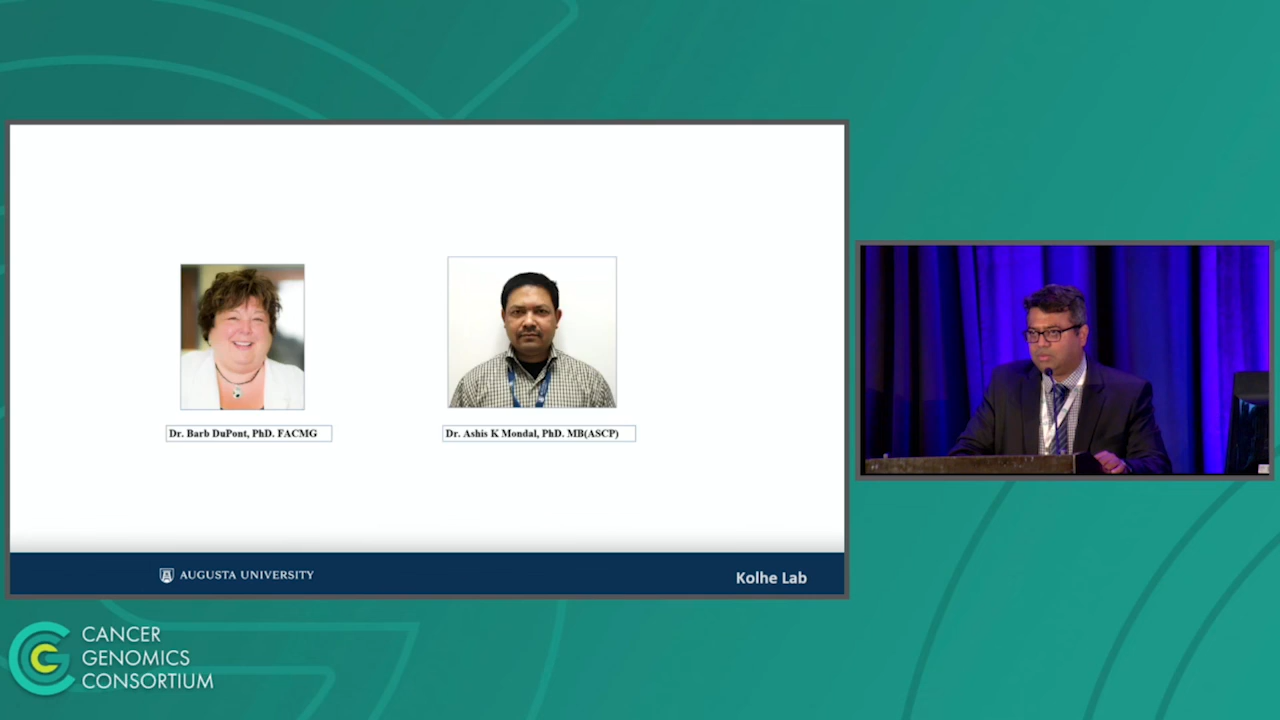 Dr. Barb DuPont, PhD. FACMG
Dr. Ashis K Mondal, PhD. MB(ASCP)
AUGUSTA UNIVERSITY
Kolhe Lab
CANCER
GENOMICS
CONSORTIUM